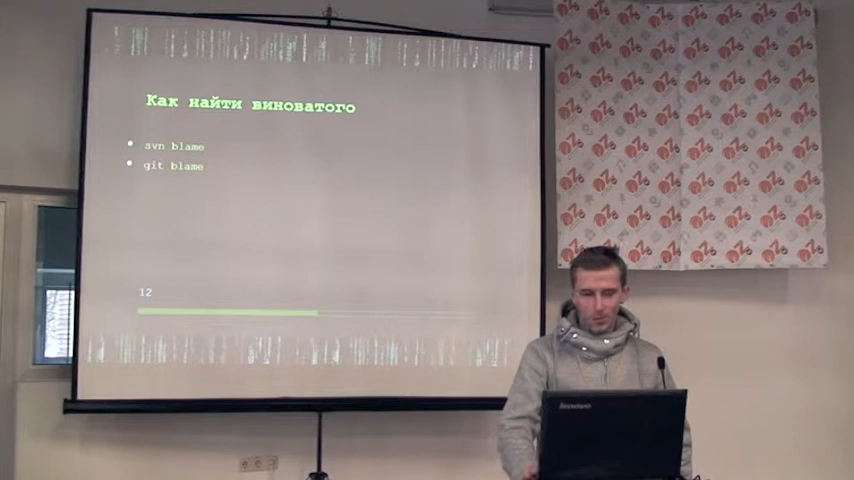 Как найти виноватого
svn blame
git blame
12
lenovo